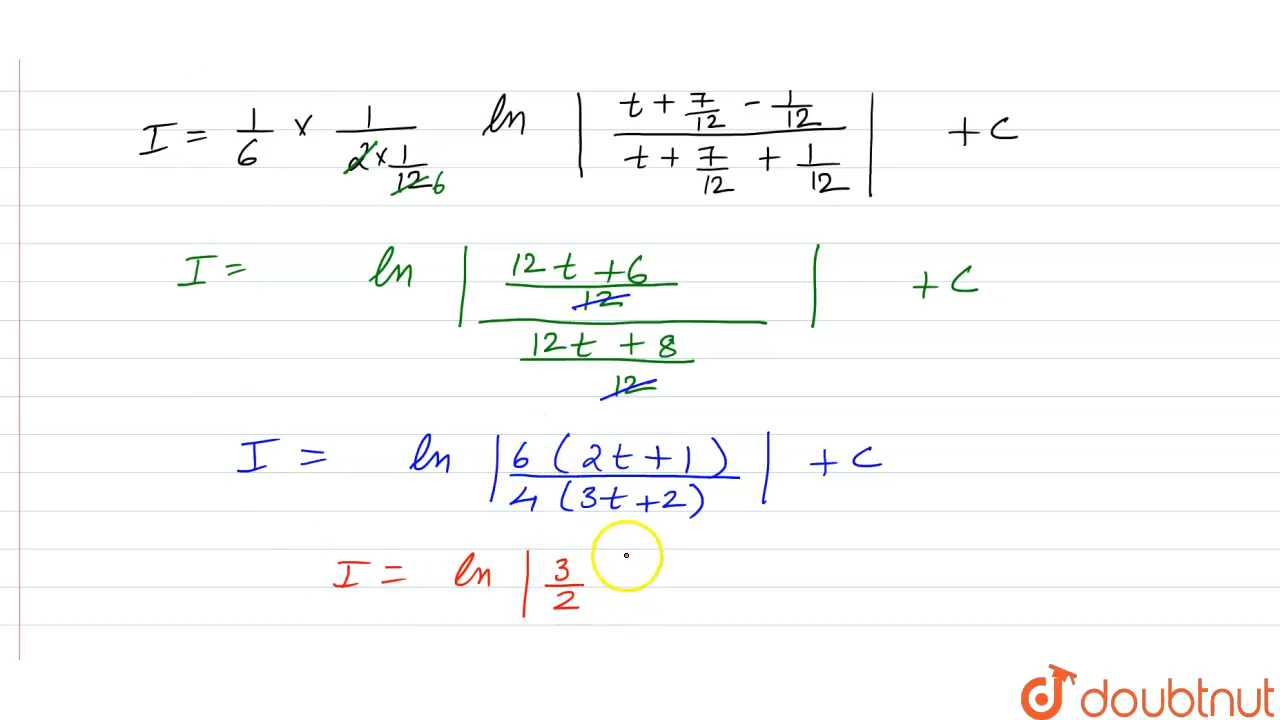 I = 1/6 × 1/(2 × 1/12) 6 ln | (t + 7/12 - 1/12) / (t + 7/12 + 1/12) | + C
I = ln | ((12t + 6)/12) / ((12t + 8)/12) | + C
I = ln | 6(2t + 1) / 4(3t + 2) | + C
I = ln | 3/2
doubtnut